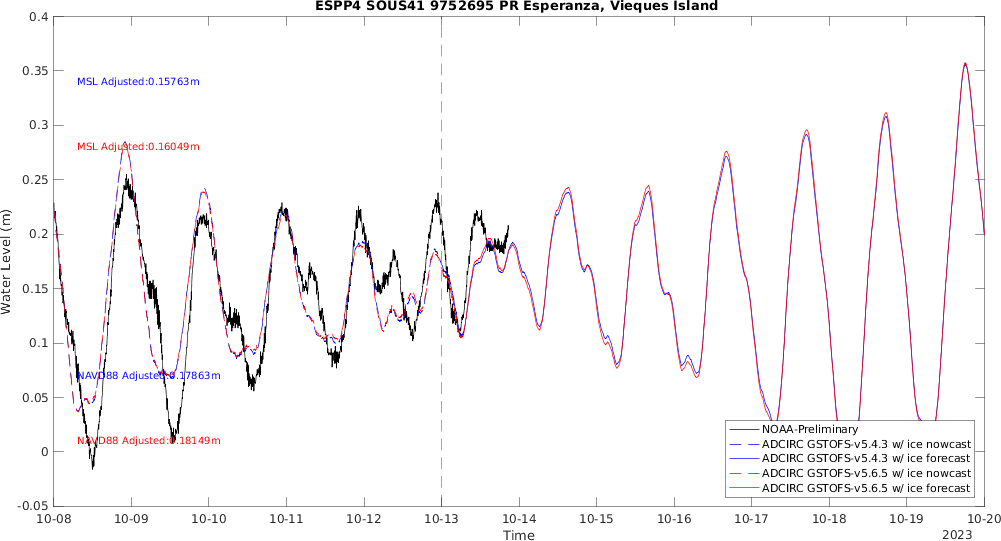 ESPP4 SOUS41 9752695 PR Esperanza, Vieques Island
0.4
0.35
0.3
0.25
0.2
0.15
0.1
0.05
0
-0.05
Water Level (m)
MSL Adjusted:0.15763m
MSL Adjusted:0.16049m
NAVD88 Adjusted:0.17863m
NAVD88 Adjusted:0.18149m
NOAA-Preliminary
ADCIRC GSTOFS-v5.4.3 w/ ice nowcast
ADCIRC GSTOFS-v5.4.3 w/ ice forecast
ADCIRC GSTOFS-v5.6.5 w/ ice nowcast
ADCIRC GSTOFS-v5.6.5 w/ ice forecast
10-08 10-09 10-10 10-11 10-12 10-13 10-14 10-15 10-16 10-17 10-18 10-19 10-20
Time
2023